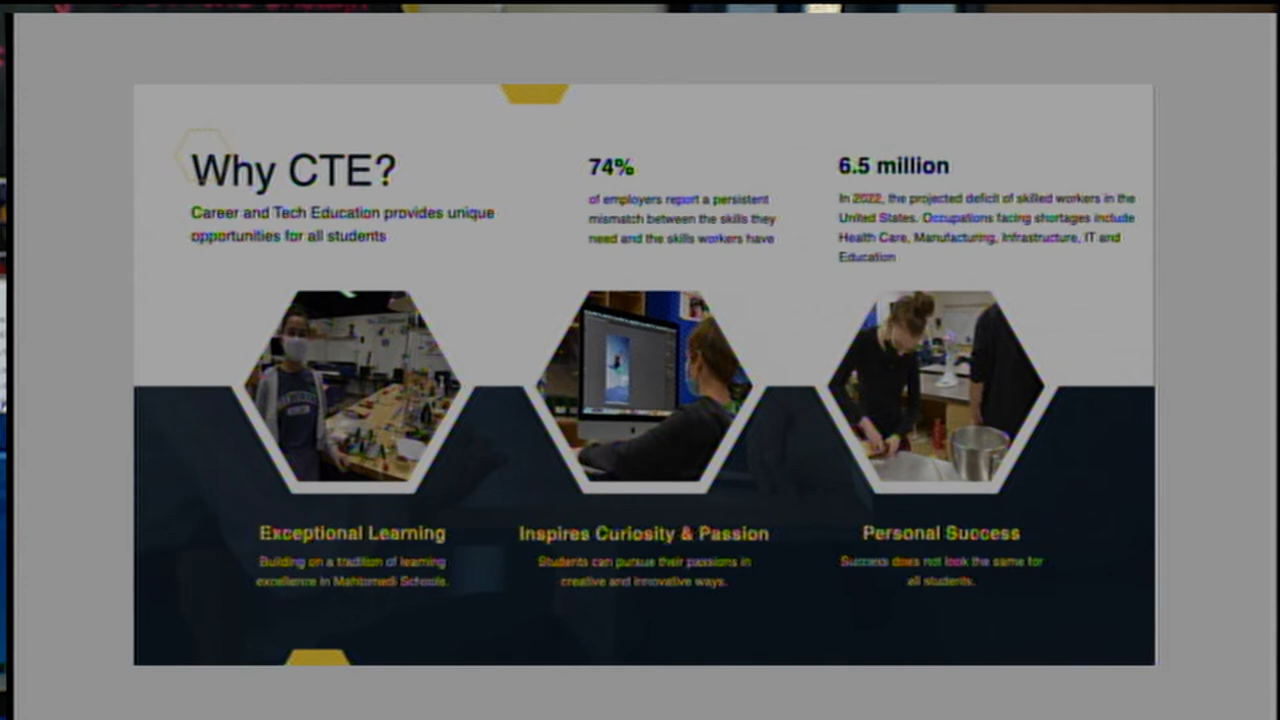 Why CTE?
Career and Tech Education provides unique
opportunities for all students
74%
of employers report a persistent
mismatch between the skills they
need and the skills workers have
6.5 million
In 2022, the projected deficit of skilled workers in the
United States. Occupations facing shortages include
Health Care, Manufacturing, Infrastructure, IT and
Education
Exceptional Learning
Building on a tradition of learning
excellence in Mahtomedi Schools.
Inspires Curiosity & Passion
Students can pursue their passions in
creative and innovative ways.
Personal Success
Success does not look the same for
all students.